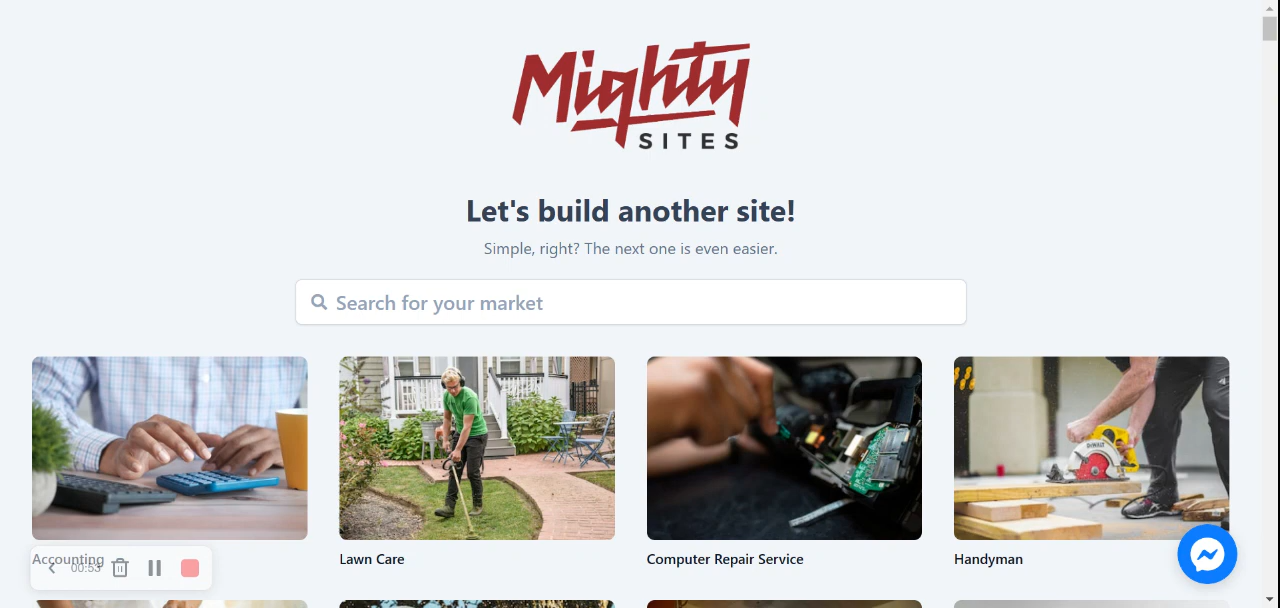 Mighty
SITES
Let's build another site!
Simple, right? The next one is even easier.
Search for your market
DEWALT
Accounting
00:53
Lawn Care
Computer Repair Service
Handyman